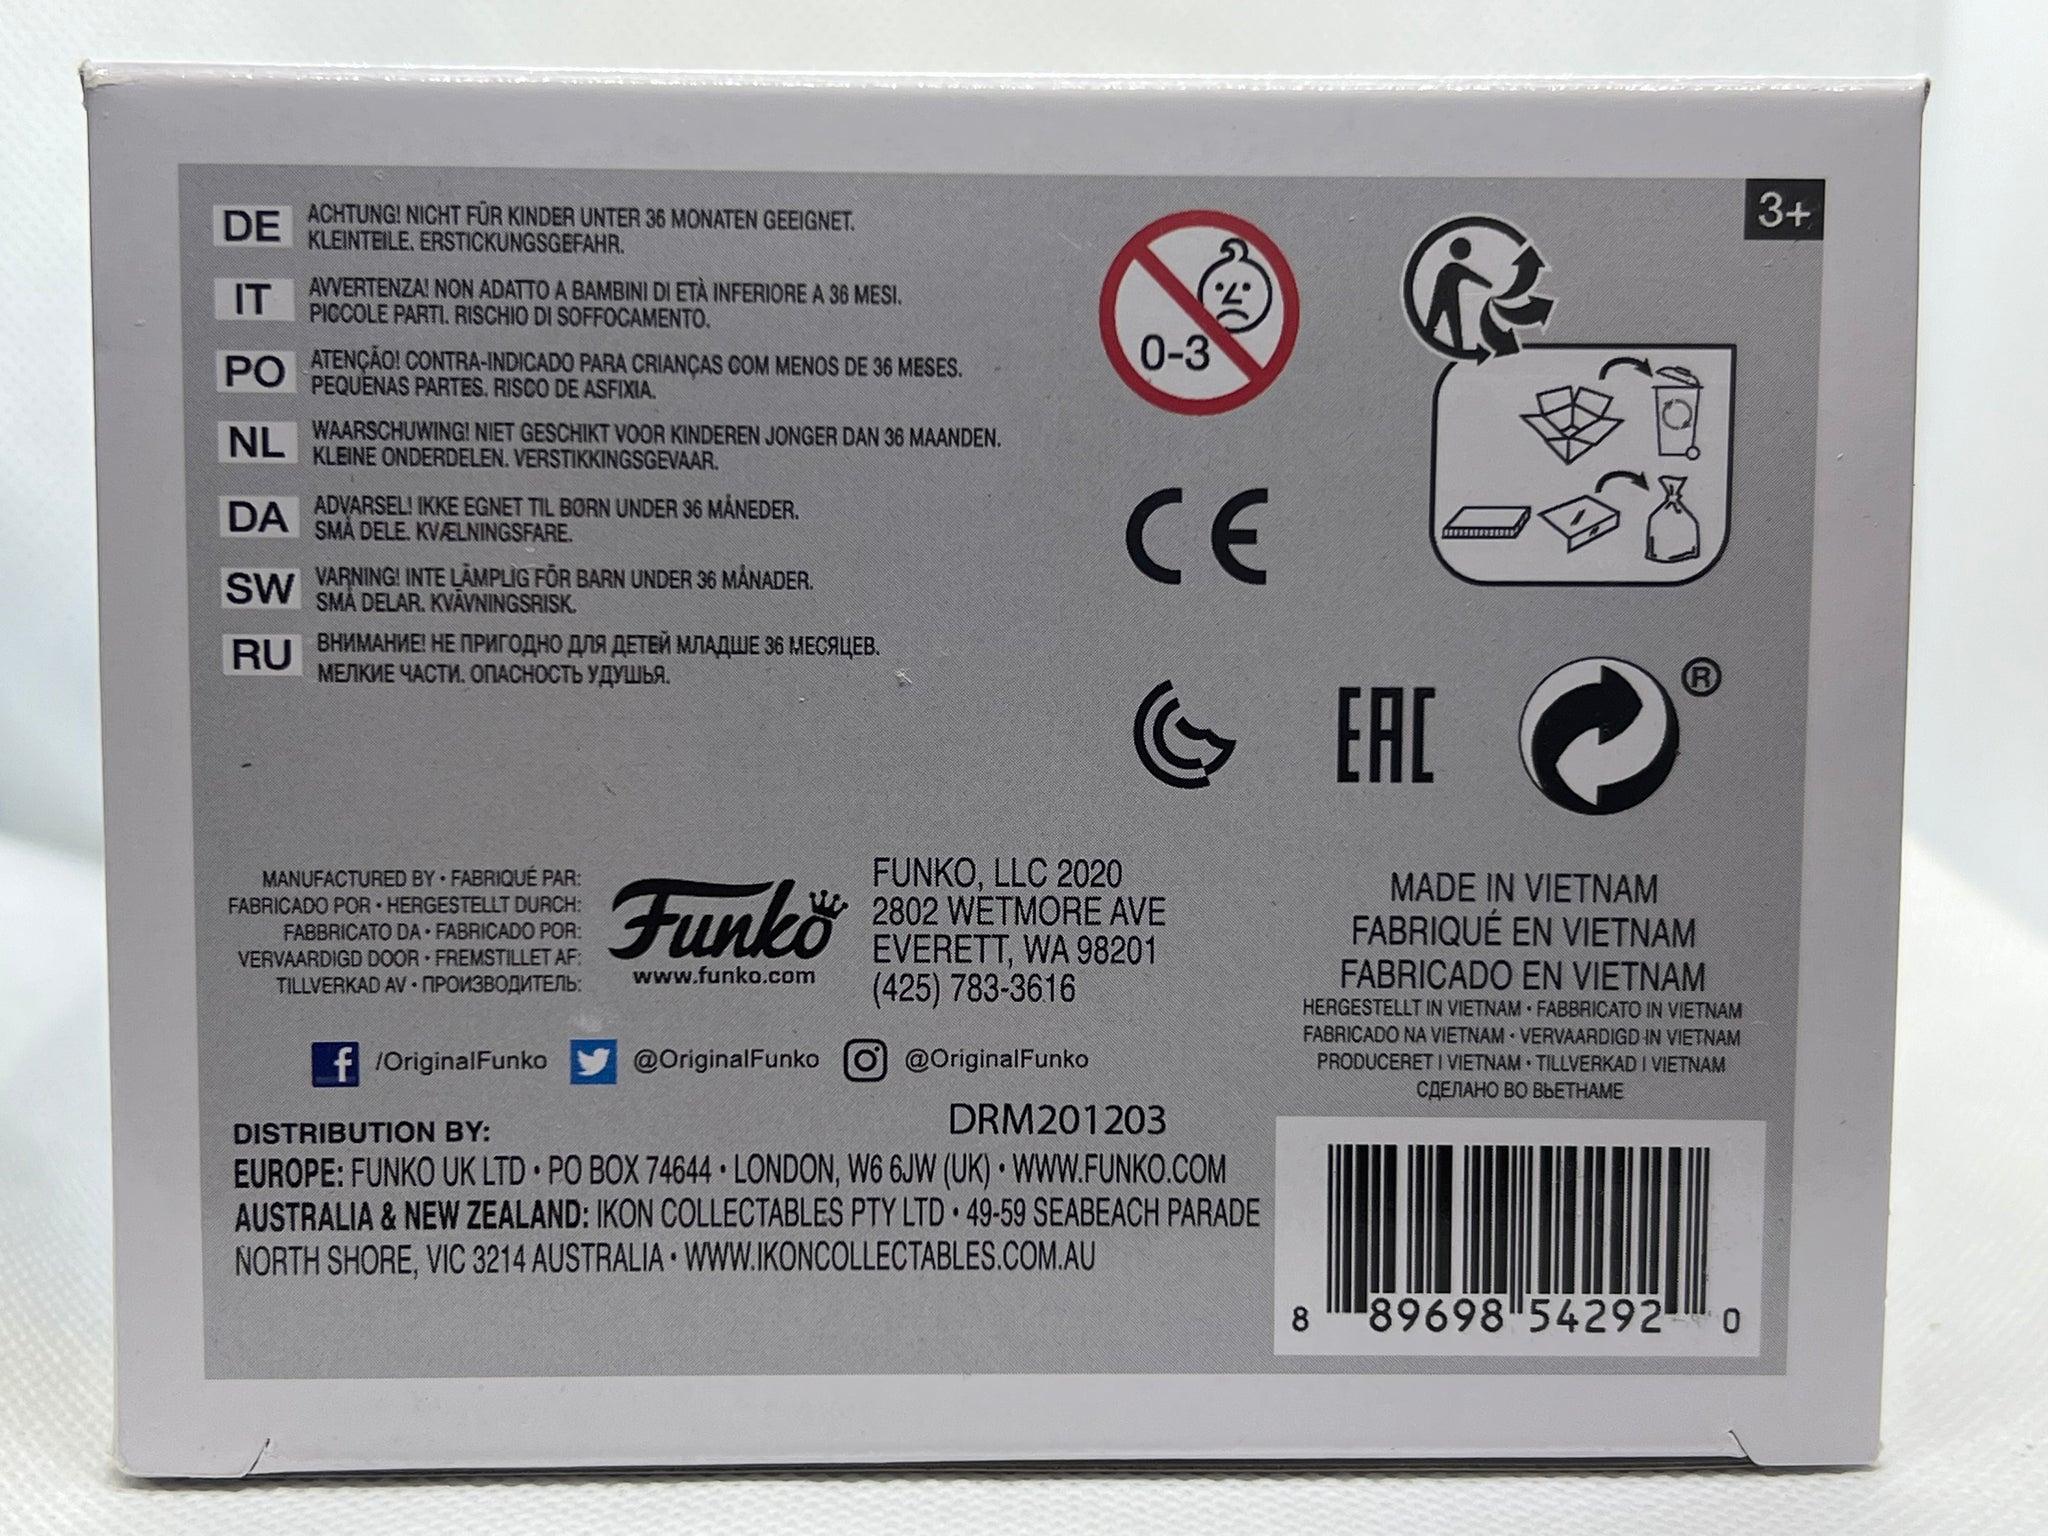 3+
DE ACHTUNG! NICHT FÜR KINDER UNTER 36 MONATEN GEEIGNET.
KLEINTEILE. ERSTICKUNGSGEFAHR.
IT AVVERTENZA! NON ADATTO A BAMBINI DI ETÀ INFERIORE A 36 MESI.
PICCOLE PARTI. RISCHIO DI SOFFOCAMENTO.
PO ATENÇÃO! CONTRA-INDICADO PARA CRIANÇAS COM MENOS DE 36 MESES.
PEQUENAS PARTES. RISCO DE ASFIXIA.
NL WAARSCHUWING! NIET GESCHIKT VOOR KINDEREN JONGER DAN 36 MAANDEN.
KLEINE ONDERDELEN. VERSTIKKINGSGEVAAR.
DA ADVARSEL! IKKE EGNET TIL BØRN UNDER 36 MÅNEDER.
SMÅ DELE. KVÆLNINGSFARE.
SW VARNING! INTE LÄMPLIG FÖR BARN UNDER 36 MÅNADER.
SMÅ DELAR. KVÄVNINGSRISK.
RU ВНИМАНИЕ! НЕ ПРИГОДНО ДЛЯ ДЕТЕЙ МЛАДШЕ 36 МЕСЯЦЕВ.
МЕЛКИЕ ЧАСТИ. ОПАСНОСТЬ УДУШЬЯ.
0-3
CE
EAC
®
MANUFACTURED BY • FABRIQUÉ PAR:
FABRICADO POR • HERGESTELLT DURCH:
FABBRICATO DA • FABRICADO POR:
VERVAARDIGD DOOR • FREMSTILLET AF:
TILLVERKAD AV • ПРОИЗВОДИТЕЛЬ:
Funko
www.funko.com
FUNKO, LLC 2020
2802 WETMORE AVE
EVERETT, WA 98201
(425) 783-3616
MADE IN VIETNAM
FABRIQUÉ EN VIETNAM
FABRICADO EN VIETNAM
HERGESTELLT IN VIETNAM • FABBRICATO IN VIETNAM
FABRICADO NA VIETNAM • VERVAARDIGD IN VIETNAM
PRODUCERET I VIETNAM • TILLVERKAD I VIETNAM
СДЕЛАНО ВО ВЬЕТНАМЕ
f /OriginalFunko @OriginalFunko @OriginalFunko
DRM201203
DISTRIBUTION BY:
EUROPE: FUNKO UK LTD • PO BOX 74644 • LONDON, W6 6JW (UK) • WWW.FUNKO.COM
AUSTRALIA & NEW ZEALAND: IKON COLLECTABLES PTY LTD • 49-59 SEABEACH PARADE
NORTH SHORE, VIC 3214 AUSTRALIA • WWW.IKONCOLLECTABLES.COM.AU
8 89698 54292 0